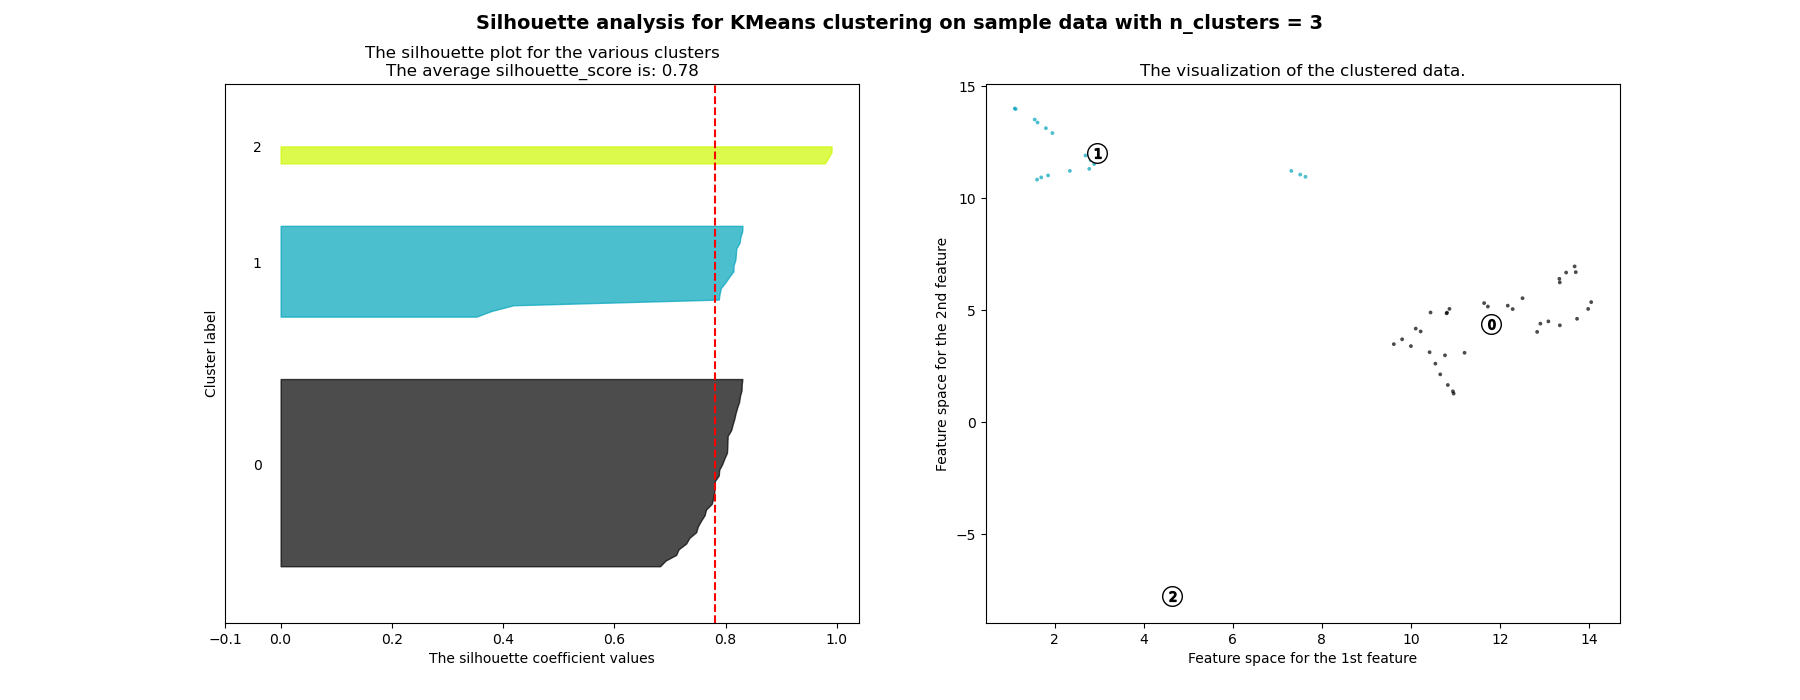 Silhouette analysis for KMeans clustering on sample data with n_clusters = 3
The silhouette plot for the various clusters
The average silhouette_score is: 0.78
2
1
0
Cluster label
−0.1 0.0 0.2 0.4 0.6 0.8 1.0
The silhouette coefficient values
The visualization of the clustered data.
15
10
5
0
−5
Feature space for the 2nd feature
1
0
2
2 4 6 8 10 12 14
Feature space for the 1st feature